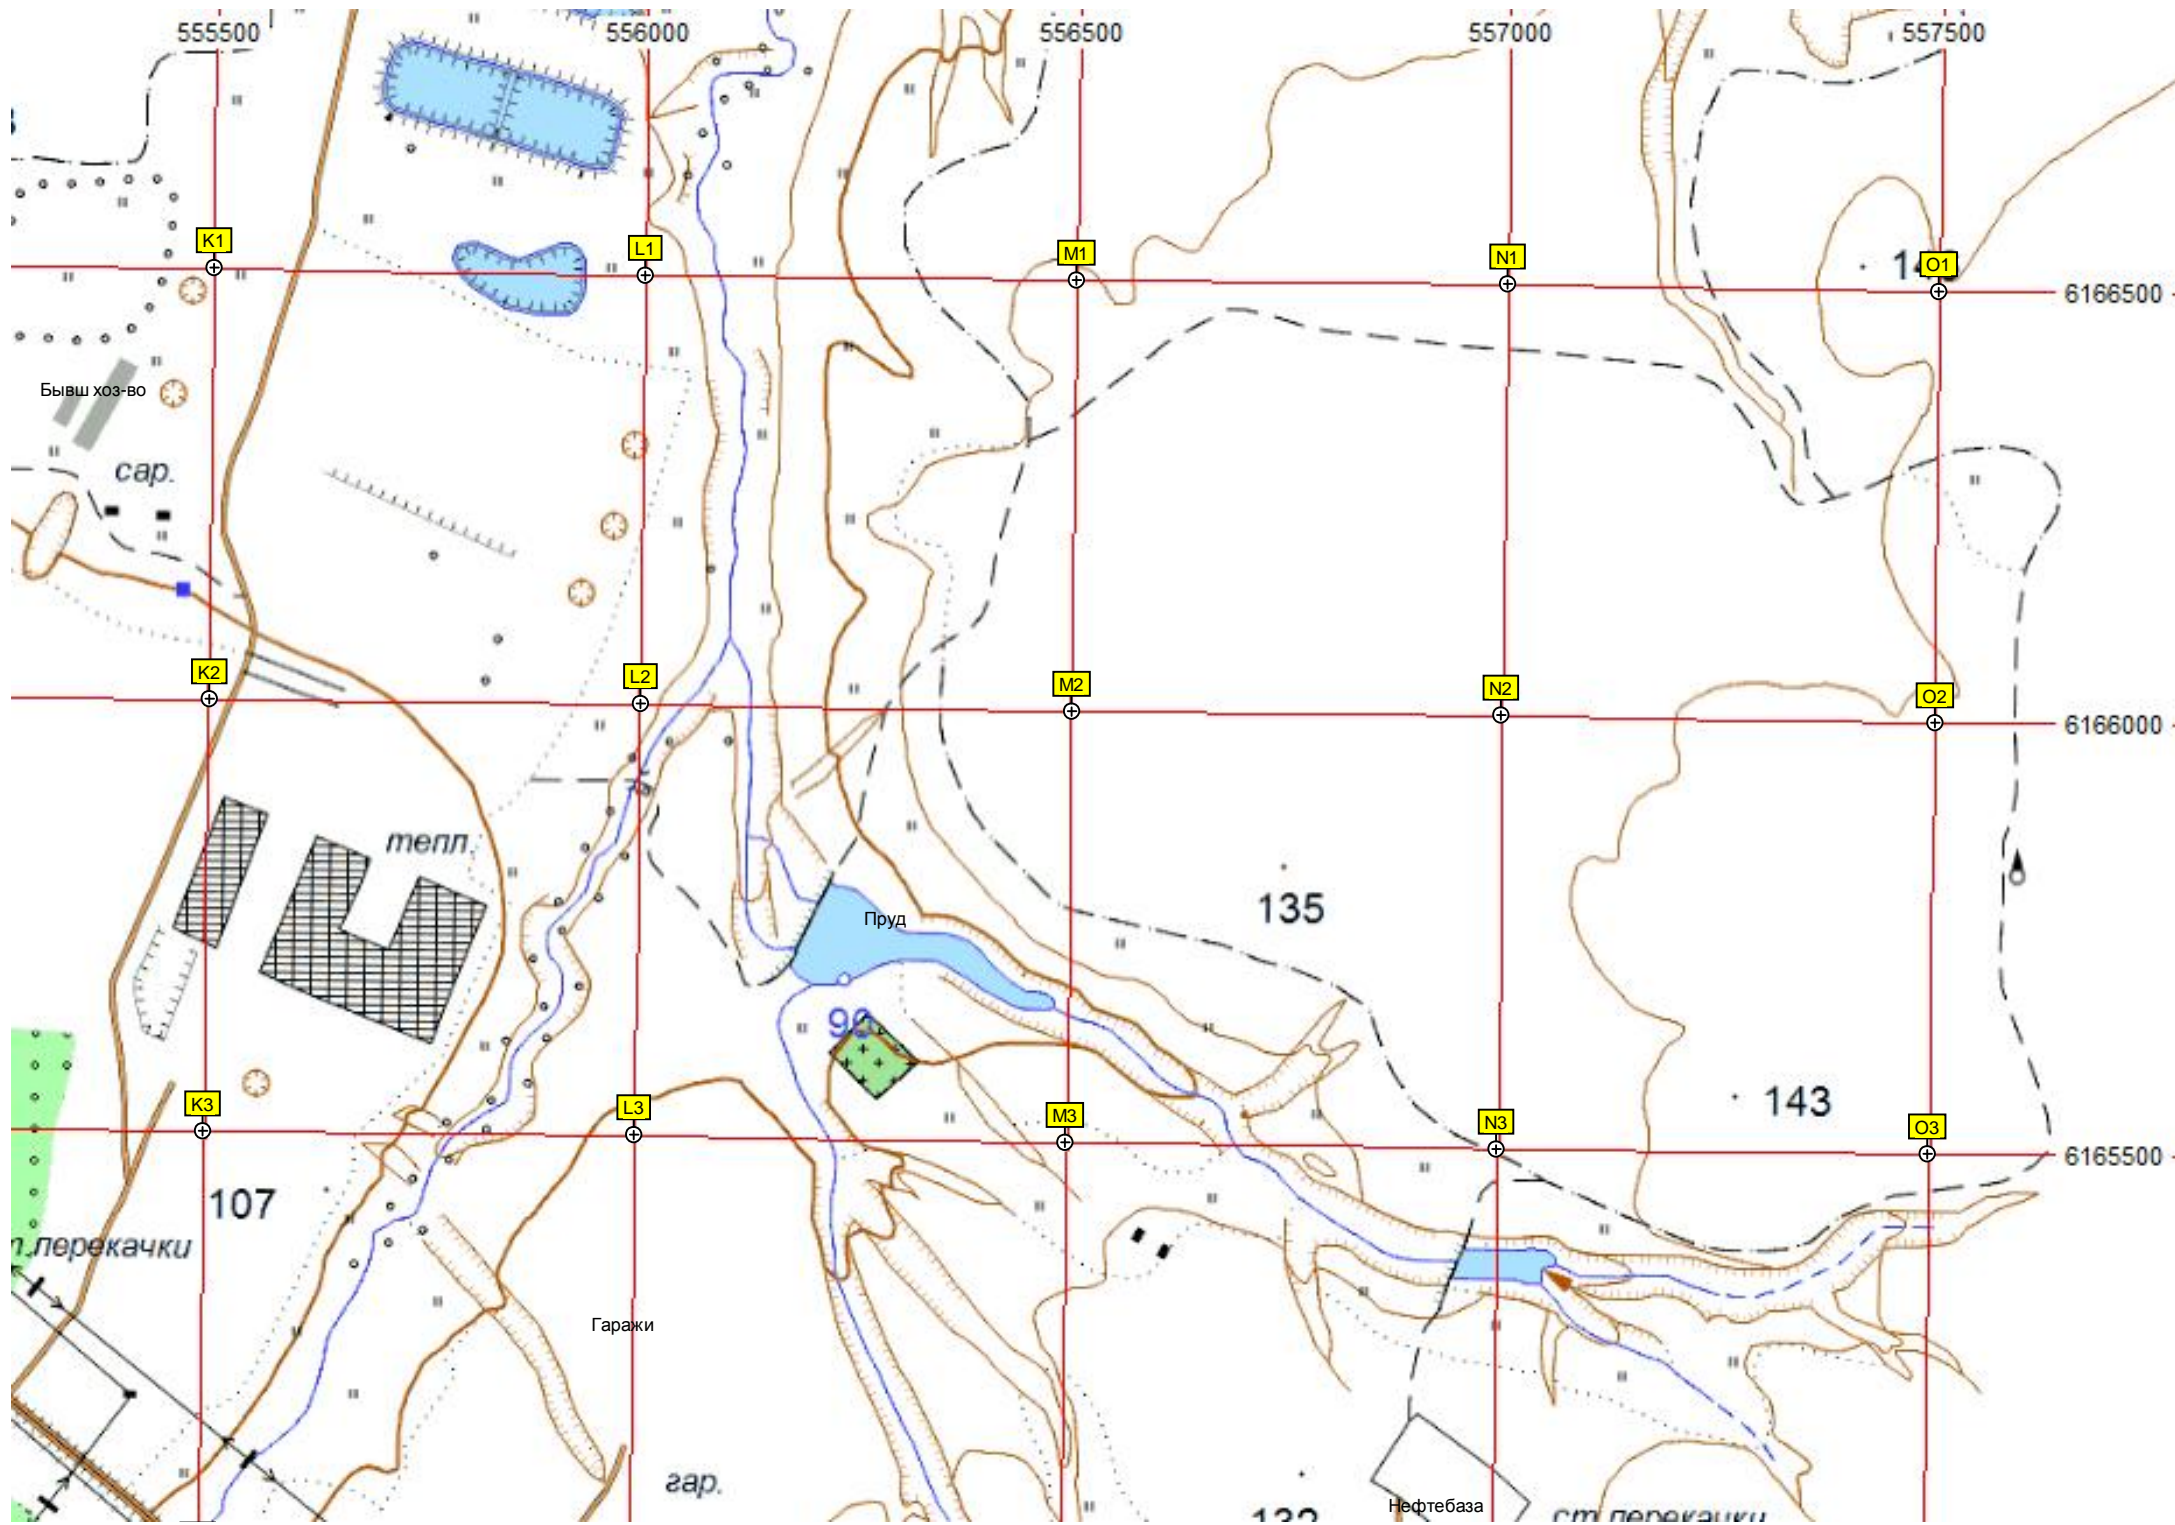 555500 556000 556500 557000 557500
K1 L1 M1 N1 O1
6166500
Бывш хоз-во
сар.
K2 L2 M2 N2 O2
6166000
тепл.
Пруд
135
90
143
K3 L3 M3 N3 O3
6165500
107
т.перекачки
Гаражи
гар.
Нефтебаза
132
ст.перекачки